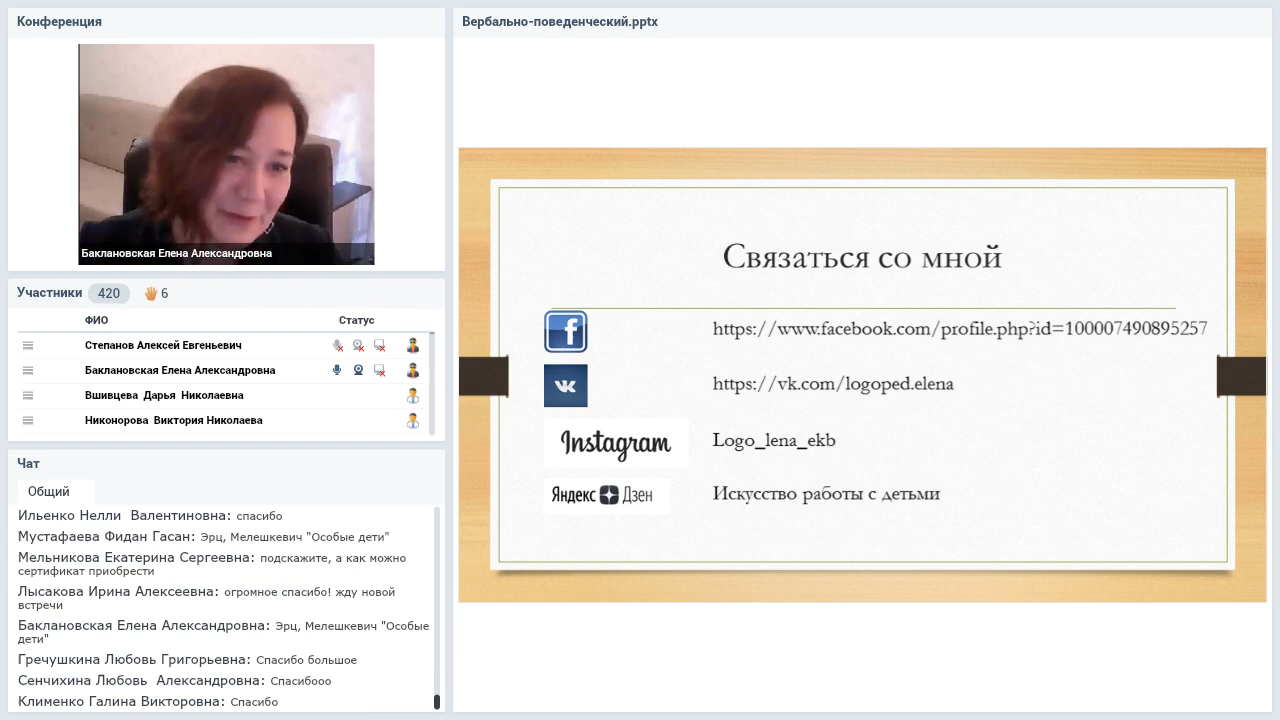 Конференция
Баклановская Елена Александровна
Участники 420 6
ФИО Статус
Степанов Алексей Евгеньевич
Баклановская Елена Александровна
Вшивцева Дарья Николаевна
Никонорова Виктория Николаева
Чат
Общий
Ильенко Нелли Валентиновна: спасибо
Мустафаева Фидан Гасан: Эрц, Мелешкевич "Особые дети"
Мельникова Екатерина Сергеевна: подскажите, а как можно
сертификат приобрести
Лысакова Ирина Алексеевна: огромное спасибо! жду новой
встречи
Баклановская Елена Александровна: Эрц, Мелешкевич "Особые
дети"
Гречушкина Любовь Григорьевна: Спасибо большое
Сенчихина Любовь Александровна: Спасибооо
Клименко Галина Викторовна: Спасибо
Вербально-поведенческий.pptx
Связаться со мной
f https://www.facebook.com/profile.php?id=100007490895257
https://vk.com/logoped.elena
Instagram Logo_lena_ekb
Яндекс Дзен Искусство работы с детьми